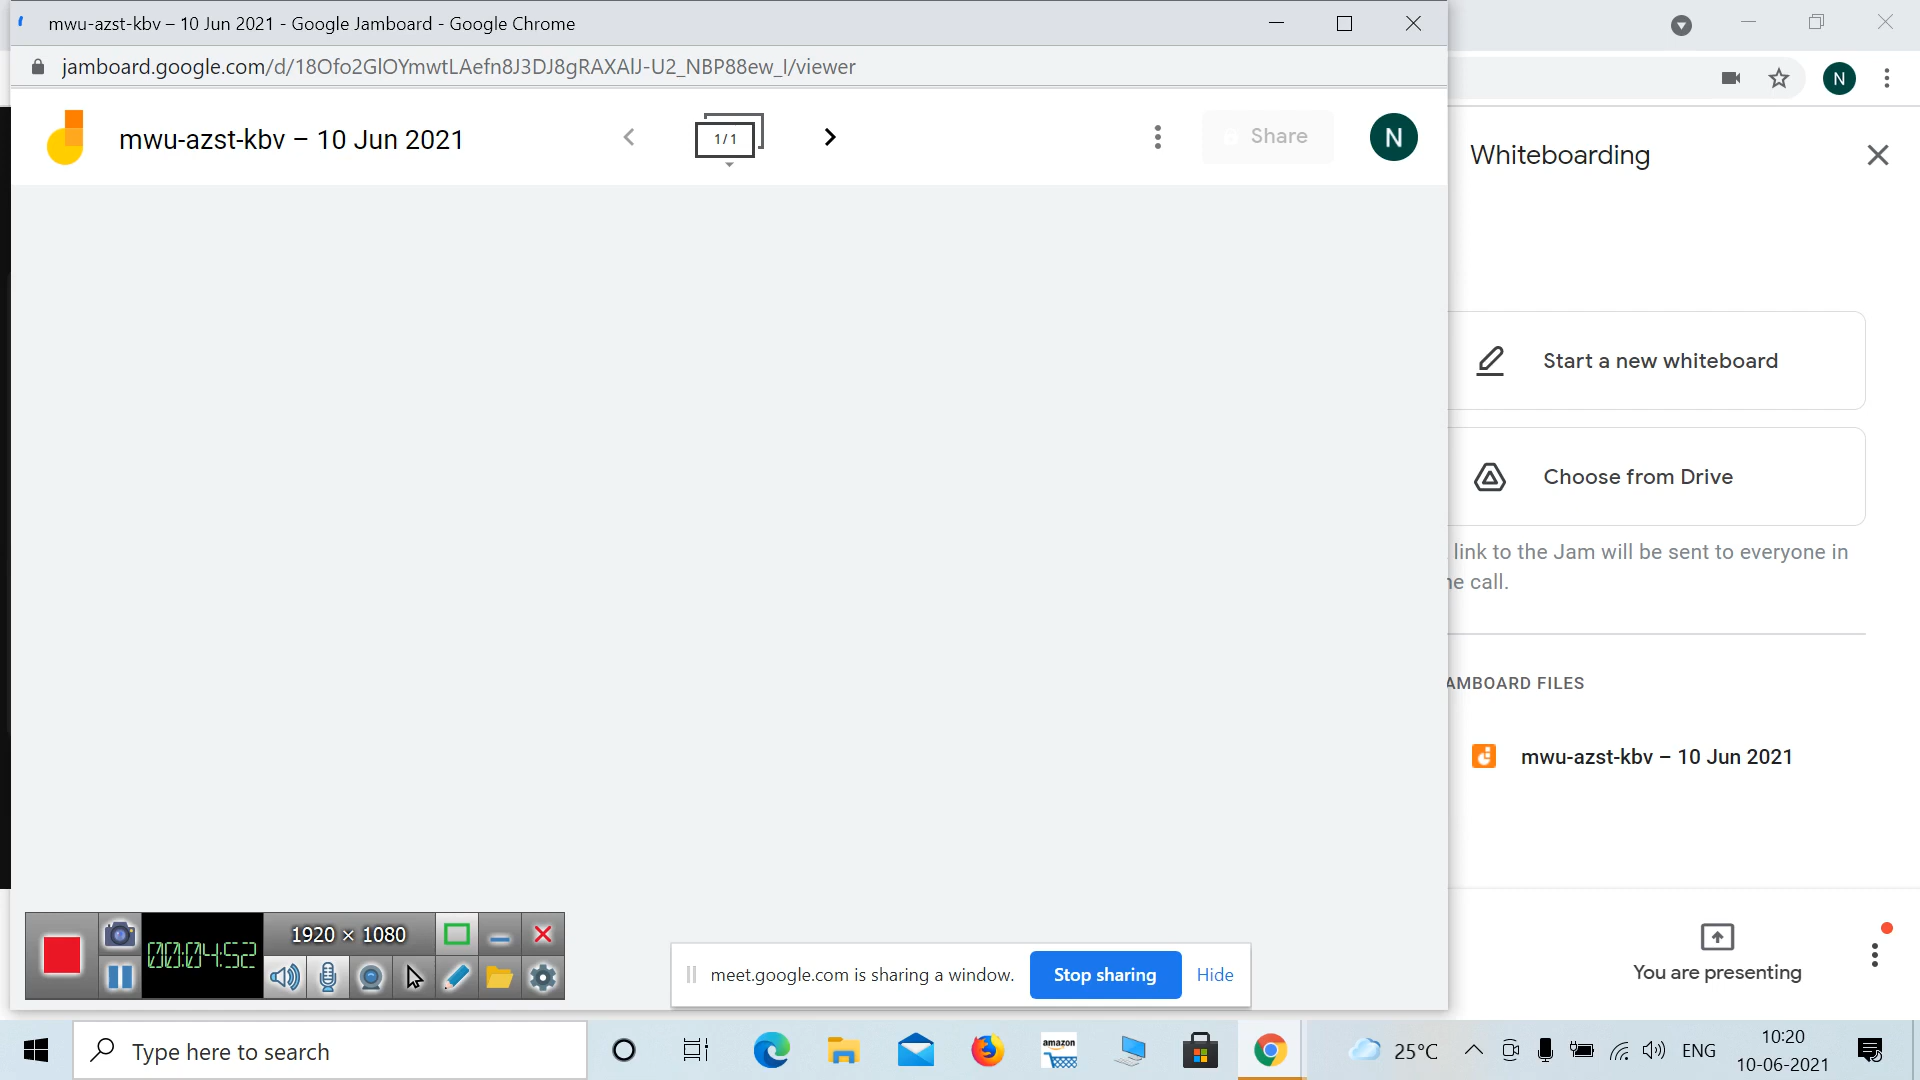 mwu-azst-kbv – 10 Jun 2021 - Google Jamboard - Google Chrome
jamboard.google.com/d/18Ofo2GlOYmwtLAefn8J3DJ8gRAXAlJ-U2_NBP88ew_I/viewer
N
mwu-azst-kbv – 10 Jun 2021
1/1
Share
N
Whiteboarding
Start a new whiteboard
Choose from Drive
link to the Jam will be sent to everyone in
he call.
AMBOARD FILES
mwu-azst-kbv – 10 Jun 2021
00:04:52
1920 × 1080
meet.google.com is sharing a window.
Stop sharing
Hide
You are presenting
Type here to search
amazon
25°C
ENG
10:20
10-06-2021